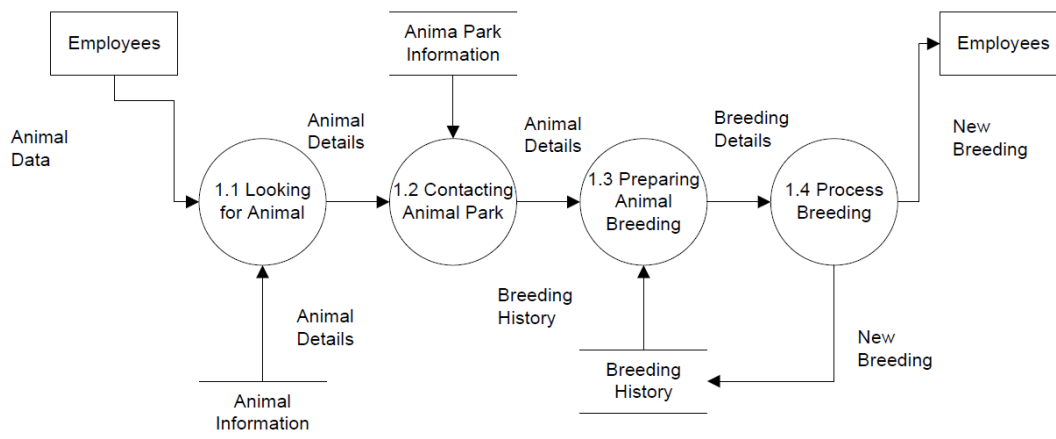 Employees
Anima Park
Information
Employees
Animal
Data
Animal
Details
Animal
Details
Breeding
Details
New
Breeding
1.1 Looking
for Animal
1.2 Contacting
Animal Park
1.3 Preparing
Animal
Breeding
1.4 Process
Breeding
Animal
Details
Breeding
History
New
Breeding
Animal
Information
Breeding
History